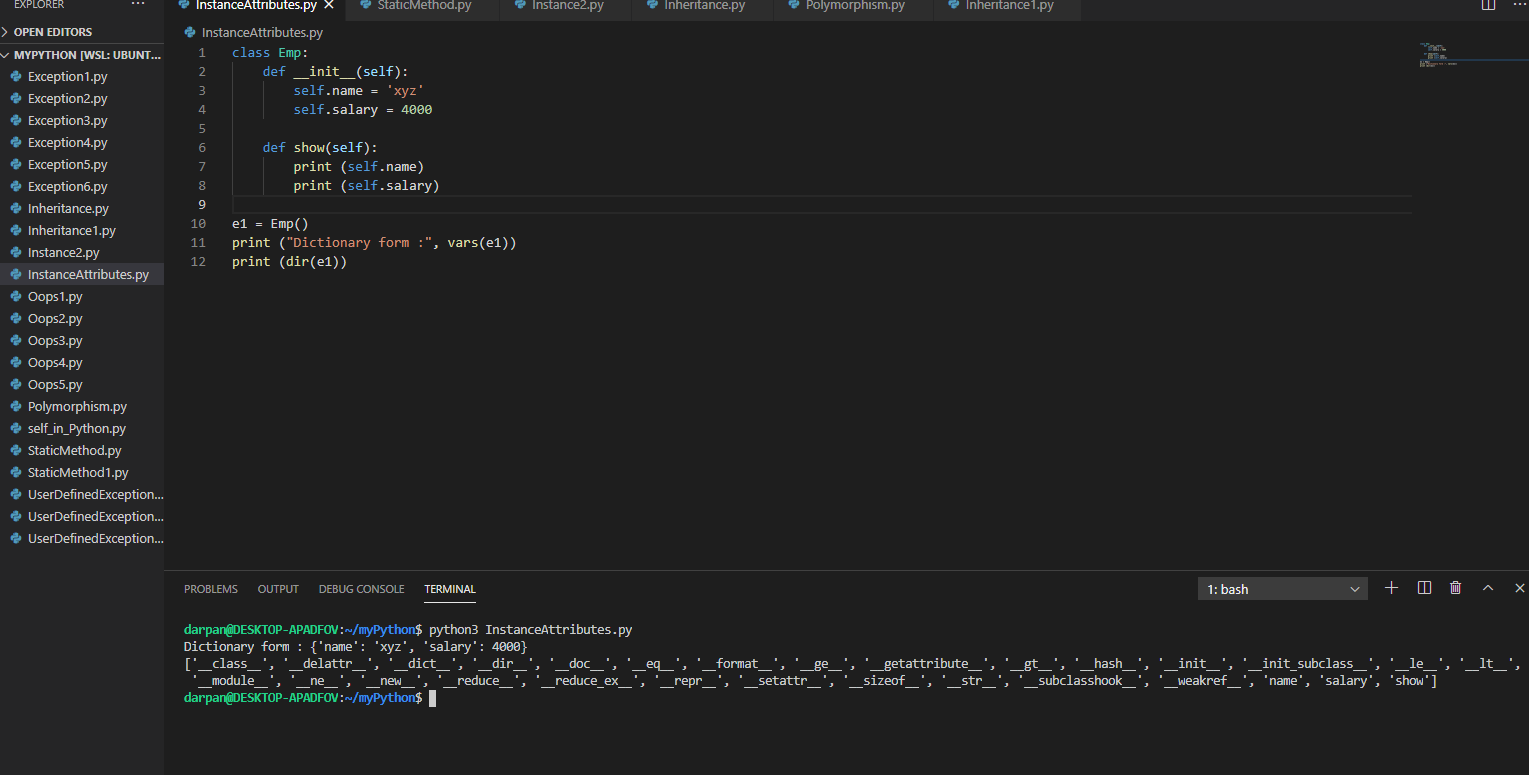 EXPLORER ...
InstanceAttributes.py StaticMethod.py Instance2.py Inheritance.py Polymorphism.py Inheritance1.py
OPEN EDITORS
MYPYTHON [WSL: UBUNT...
Exception1.py
Exception2.py
Exception3.py
Exception4.py
Exception5.py
Exception6.py
Inheritance.py
Inheritance1.py
Instance2.py
InstanceAttributes.py
Oops1.py
Oops2.py
Oops3.py
Oops4.py
Oops5.py
Polymorphism.py
self_in_Python.py
StaticMethod.py
StaticMethod1.py
UserDefinedException...
UserDefinedException...
UserDefinedException...
InstanceAttributes.py
1 class Emp:
2     def __init__(self):
3         self.name = 'xyz'
4         self.salary = 4000
5
6     def show(self):
7         print (self.name)
8         print (self.salary)
9
10 e1 = Emp()
11 print ("Dictionary form :", vars(e1))
12 print (dir(e1))
PROBLEMS OUTPUT DEBUG CONSOLE TERMINAL 1: bash
darpan@DESKTOP-APADFOV:~/myPython$ python3 InstanceAttributes.py
Dictionary form : {'name': 'xyz', 'salary': 4000}
['__class__', '__delattr__', '__dict__', '__dir__', '__doc__', '__eq__', '__format__', '__ge__', '__getattribute__', '__gt__', '__hash__', '__init__', '__init_subclass__', '__le__', '__lt__',
'__module__', '__ne__', '__new__', '__reduce__', '__reduce_ex__', '__repr__', '__setattr__', '__sizeof__', '__str__', '__subclasshook__', '__weakref__', 'name', 'salary', 'show']
darpan@DESKTOP-APADFOV:~/myPython$